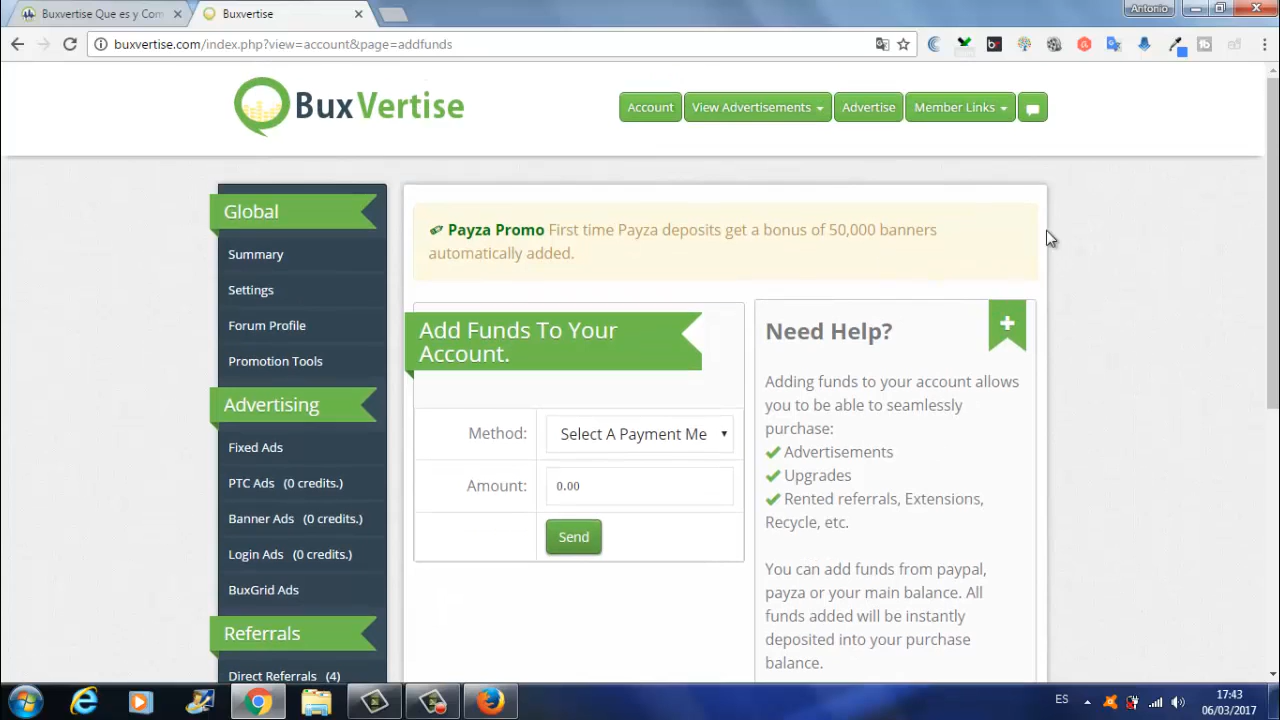 Buxvertise Que es y Com
Buxvertise
Antonio
buxvertise.com/index.php?view=account&page=addfunds
BuxVertise
Account
View Advertisements
Advertise
Member Links
Global
Summary
Settings
Forum Profile
Promotion Tools
Advertising
Fixed Ads
PTC Ads (0 credits.)
Banner Ads (0 credits.)
Login Ads (0 credits.)
BuxGrid Ads
Referrals
Direct Referrals (4)
Payza Promo First time Payza deposits get a bonus of 50,000 banners
automatically added.
Add Funds To Your
Account.
Method: Select A Payment Me
Amount: 0.00
Send
Need Help?
Adding funds to your account allows
you to be able to seamlessly
purchase:
Advertisements
Upgrades
Rented referrals, Extensions,
Recycle, etc.
You can add funds from paypal,
payza or your main balance. All
funds added will be instantly
deposited into your purchase
balance.
ES
17:43
06/03/2017